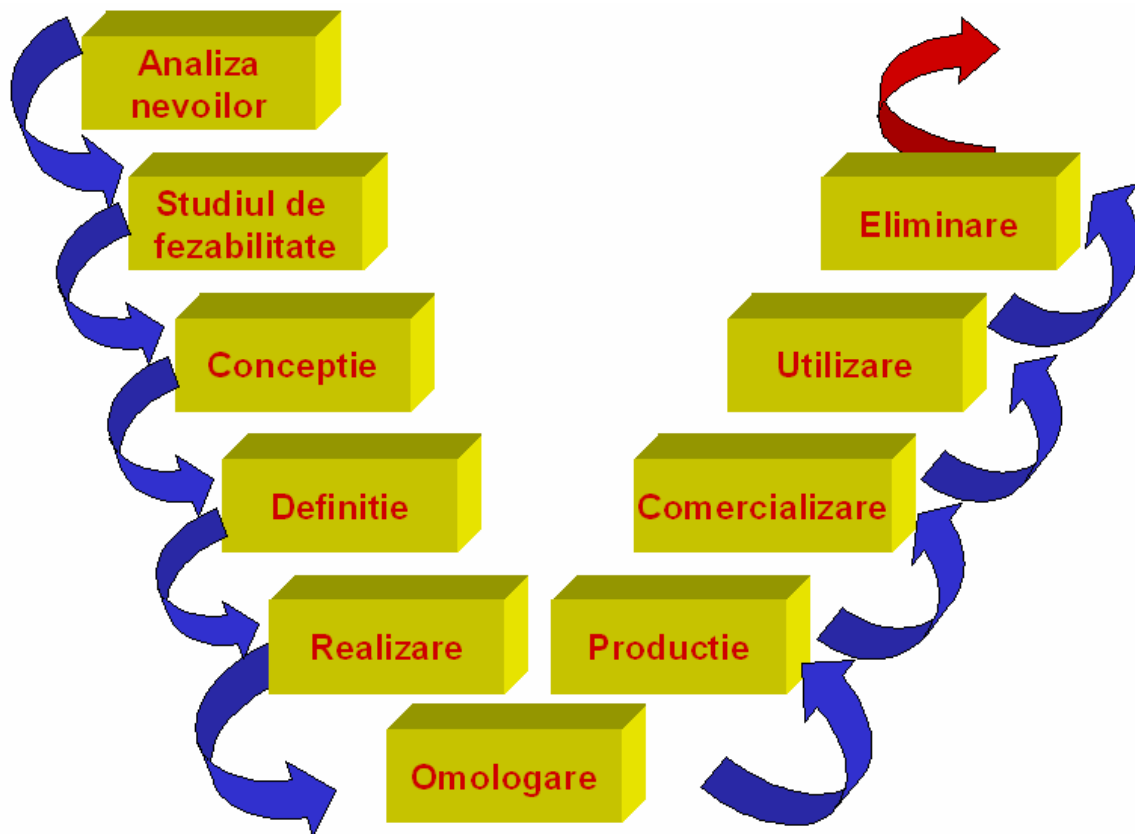 Analiza
nevoilor
Studiul de
fezabilitate
Conceptie
Definitie
Realizare
Omologare
Productie
Comercializare
Utilizare
Eliminare